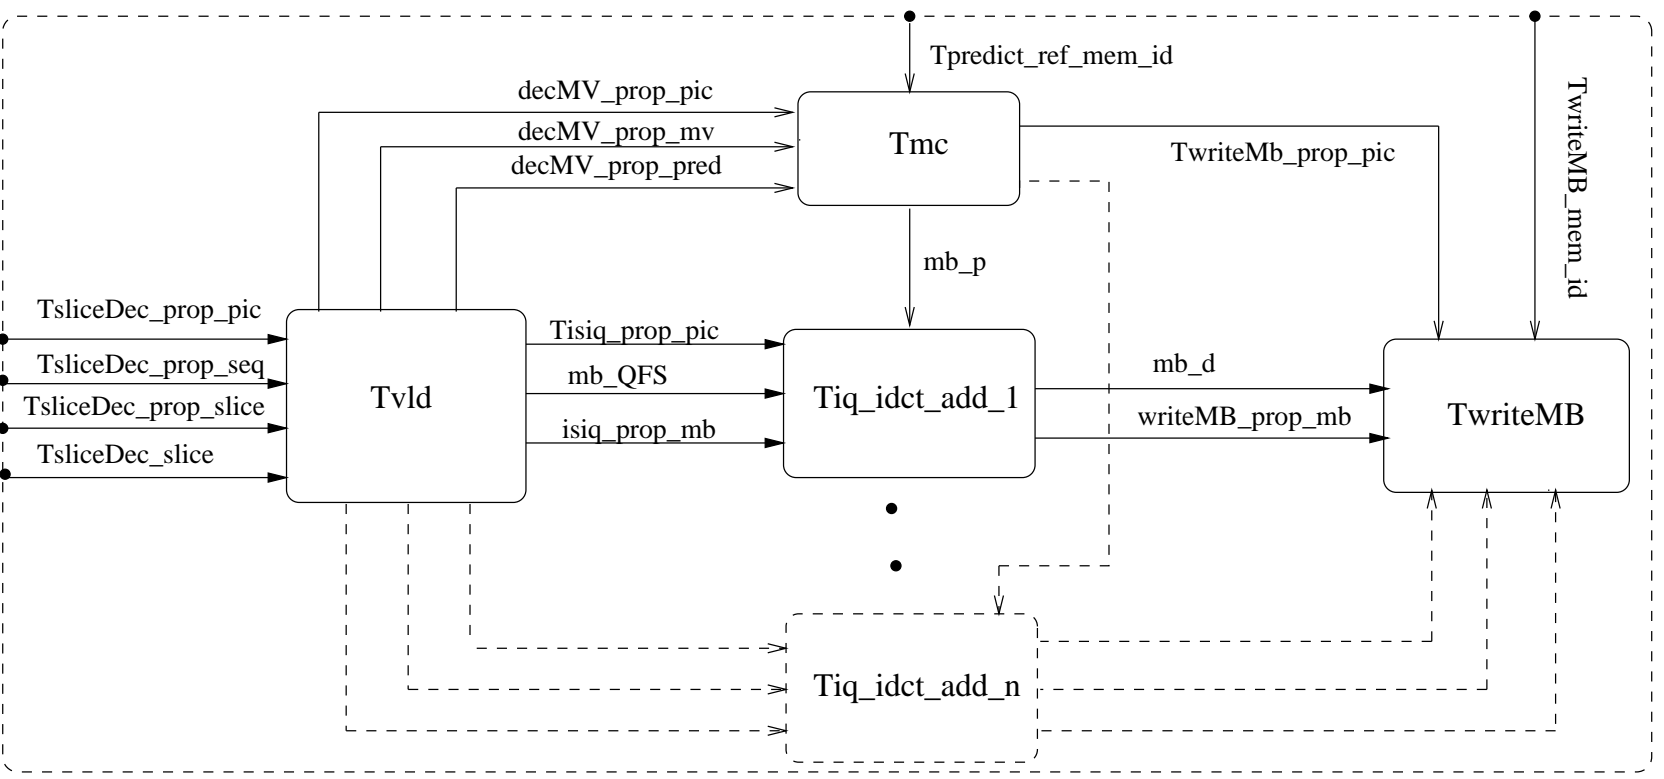 Tpredict_ref_mem_id
decMV_prop_pic
decMV_prop_mv
decMV_prop_pred
Tmc
TwriteMb_prop_pic
TwriteMB_mem_id
mb_p
TsliceDec_prop_pic
TsliceDec_prop_seq
TsliceDec_prop_slice
TsliceDec_slice
Tvld
Tisiq_prop_pic
mb_QFS
isiq_prop_mb
Tiq_idct_add_1
mb_d
writeMB_prop_mb
TwriteMB
Tiq_idct_add_n